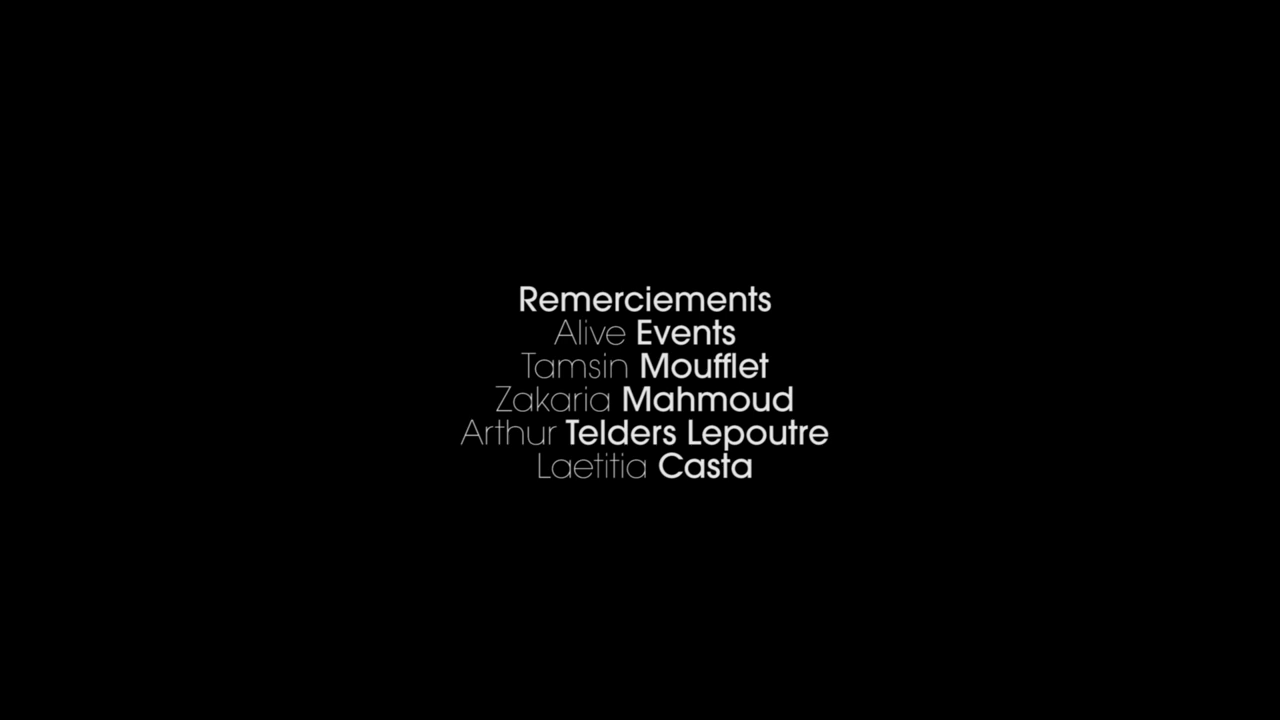 Remerciements
Alive Events
Tamsin Moufflet
Zakaria Mahmoud
Arthur Telders Lepoutre
Laetitia Casta